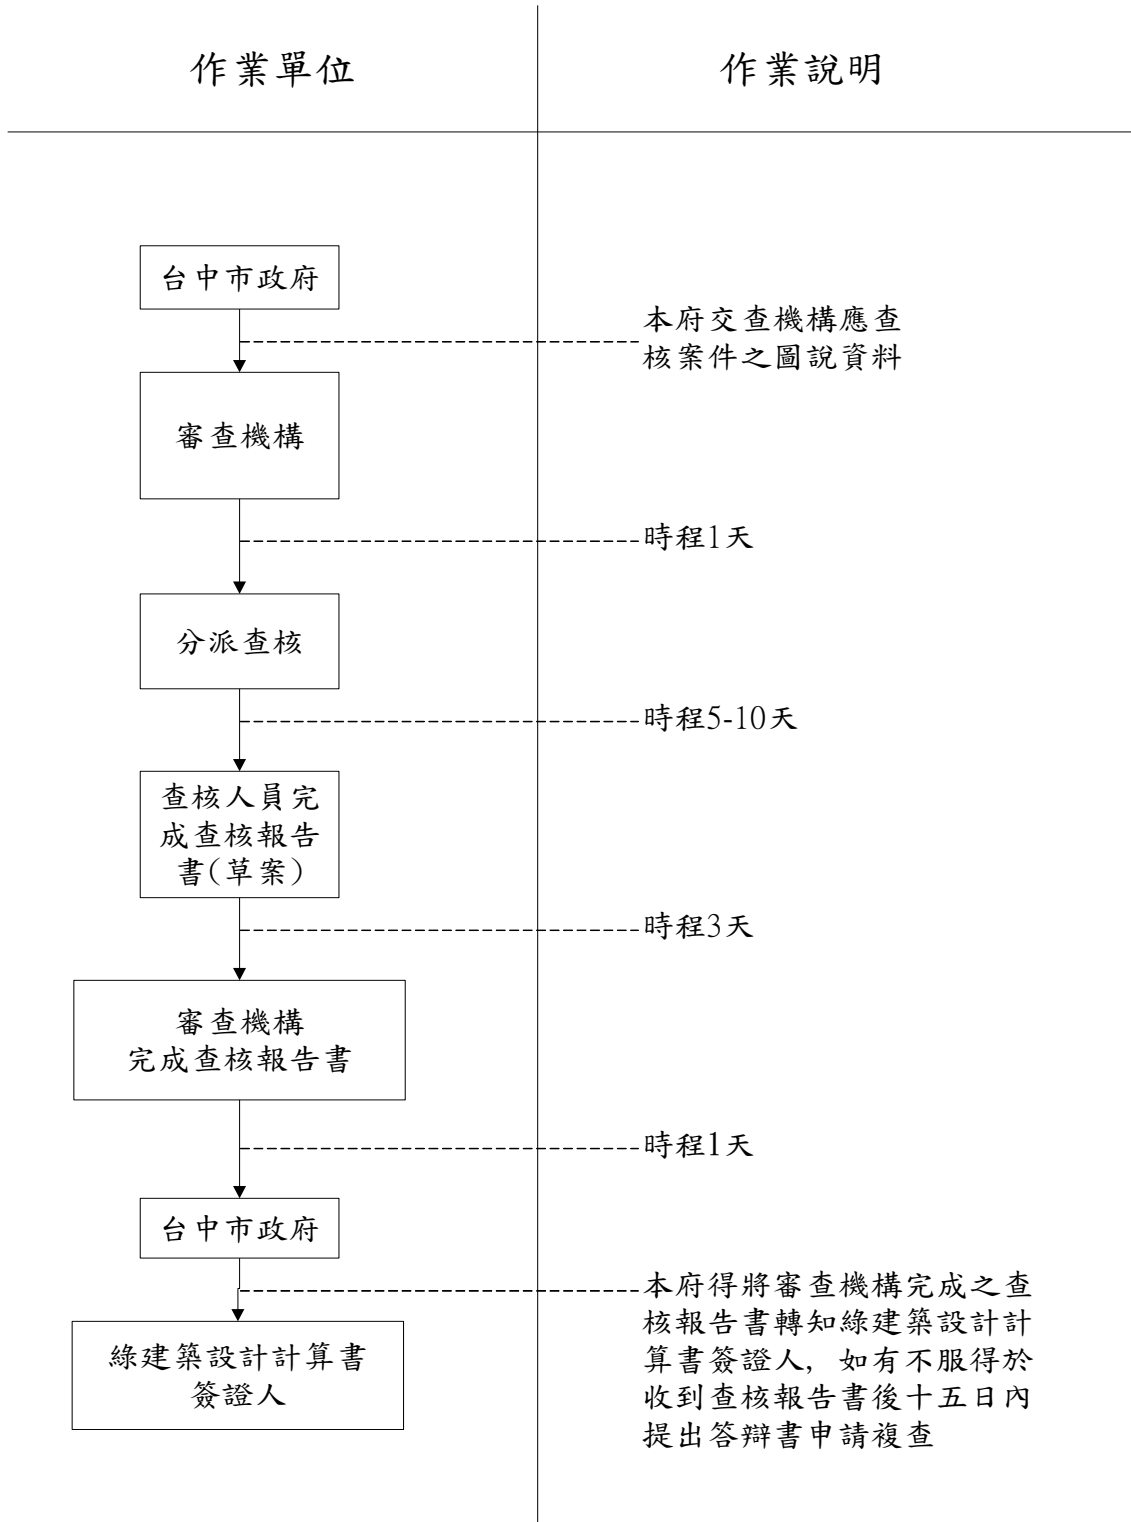 作業單位
作業說明
台中市政府
本府交查機構應查
核案件之圖說資料
審查機構
時程1天
分派查核
時程5-10天
查核人員完
成查核報告
書(草案)
時程3天
審查機構
完成查核報告書
時程1天
台中市政府
本府得將審查機構完成之查
核報告書轉知綠建築設計計
算書簽證人，如有不服得於
收到查核報告書後十五日內
提出答辯書申請複查
綠建築設計計算書
簽證人